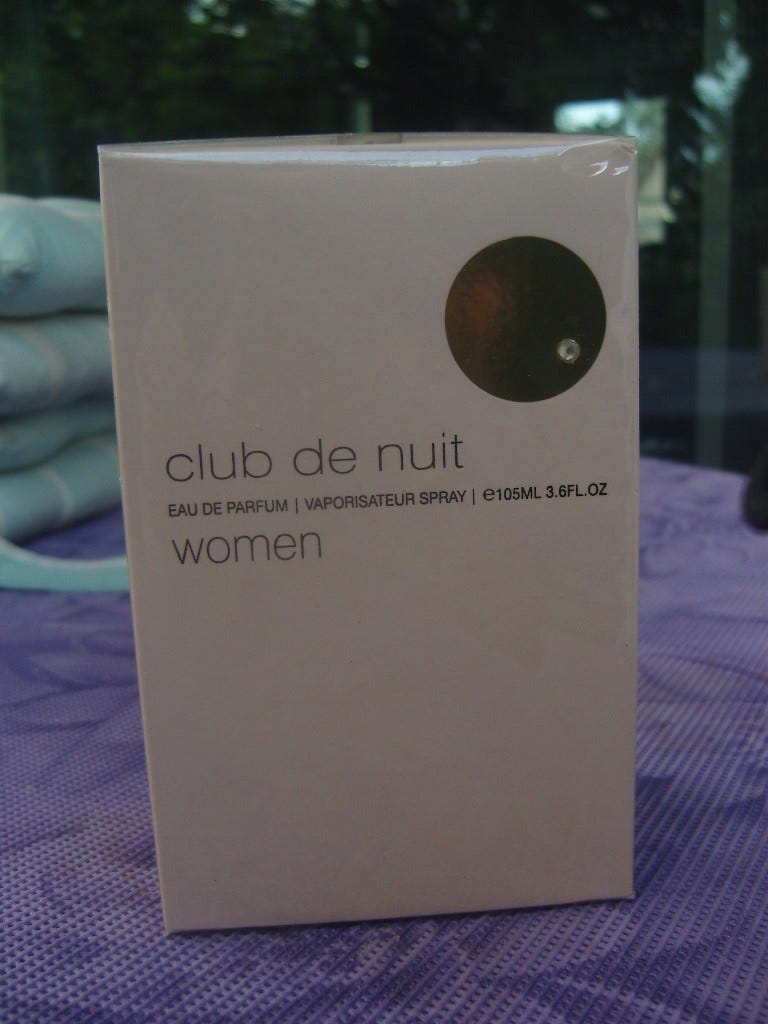 club de nuit
EAU DE PARFUM | VAPORISATEUR SPRAY | ℮105ML 3.6FL.OZ
women